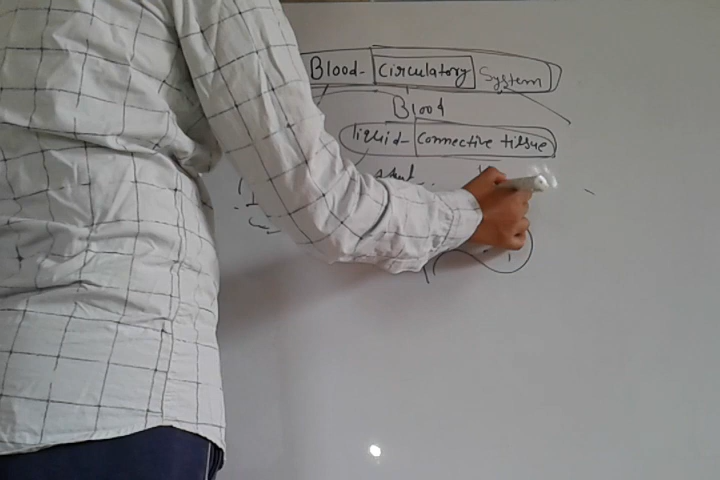 Blood- Circulatory System
Blood
liquid- Connective tissue